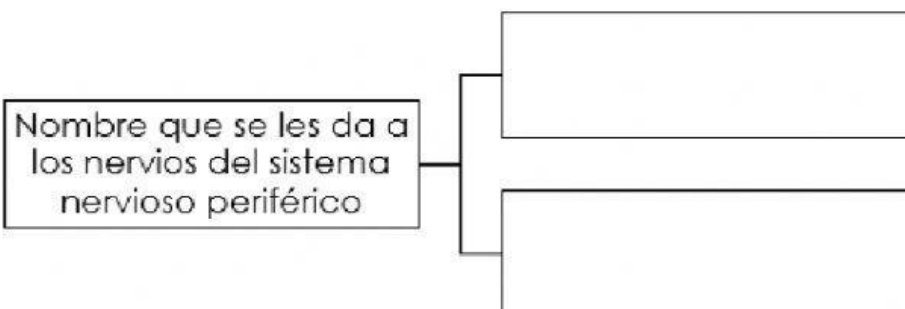 Nombre que se les da a
los nervios del sistema
nervioso periférico